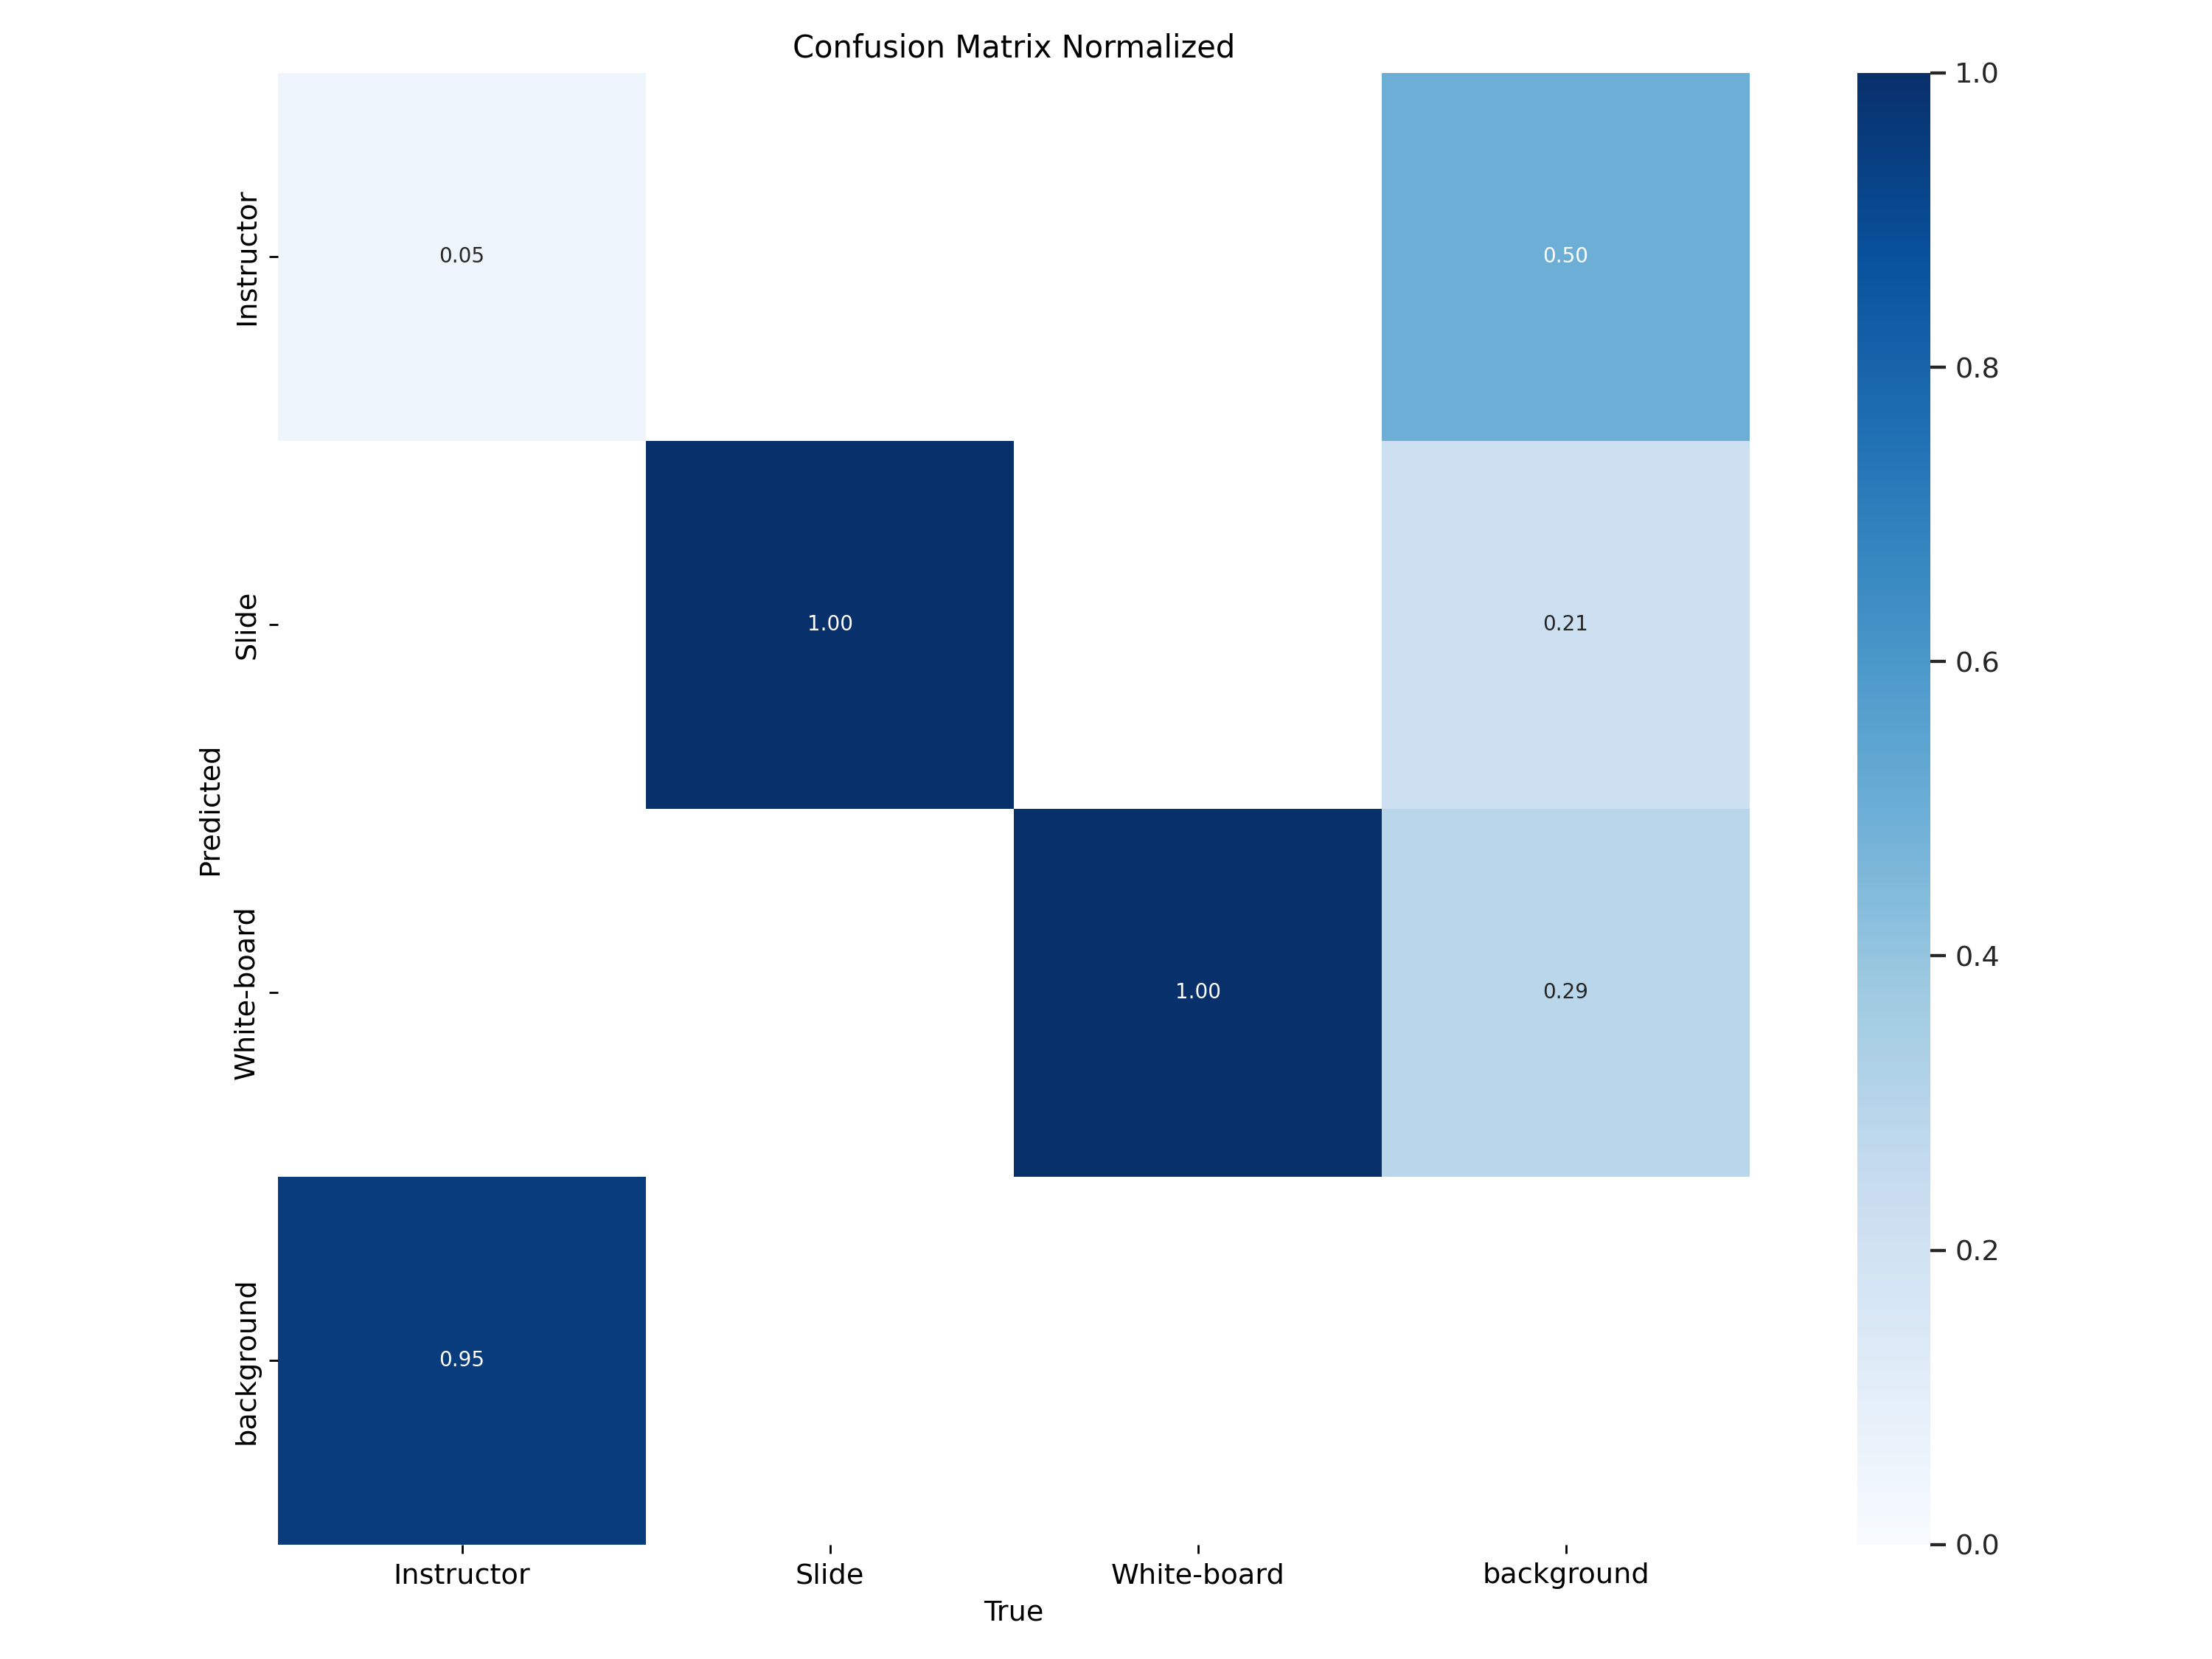 Confusion Matrix Normalized
Instructor
0.05
0.50
Slide
1.00
0.21
White-board
1.00
0.29
background
0.95
Predicted
Instructor
Slide
White-board
background
True
1.0
0.8
0.6
0.4
0.2
0.0